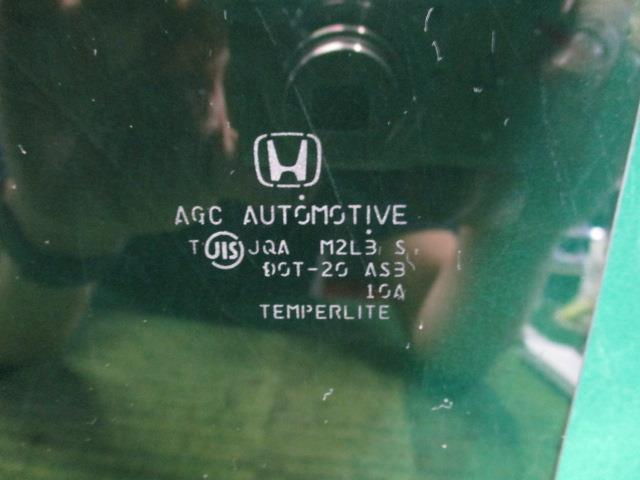 AGC AUTOMOTIVE
T JIS JQA M2L3 S
DOT-20 AS3
10A
TEMPERLITE